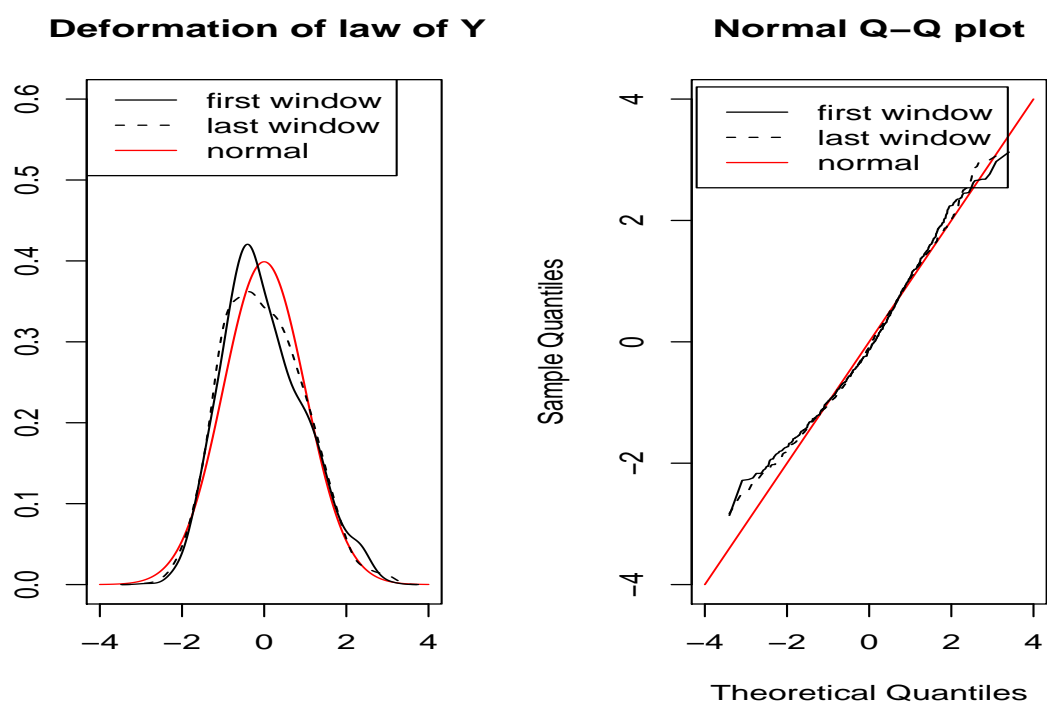 Deformation of law of Y
first window
last window
normal
0.6
0.5
0.4
0.3
0.2
0.1
0.0
−4
−2
0
2
4
Normal Q−Q plot
first window
last window
normal
Sample Quantiles
4
2
0
−2
−4
−4
−2
0
2
4
Theoretical Quantiles